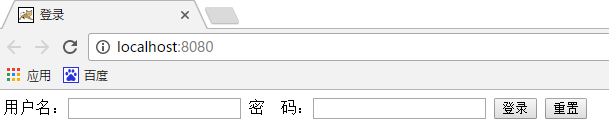 登录
localhost:8080
应用 百度
用户名： 密　码： 登录 重置